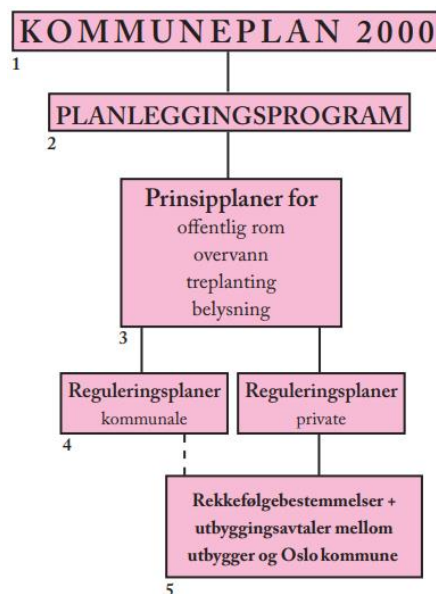 KOMMUNEPLAN 2000
1
PLANLEGGINGSPROGRAM
2
Prinsipplaner for
offentlig rom
overvann
treplanting
belysning
3
Reguleringsplaner
kommunale
4
Reguleringsplaner
private
Rekkefølgebestemmelser +
utbyggingsavtaler mellom
utbygger og Oslo kommune
5